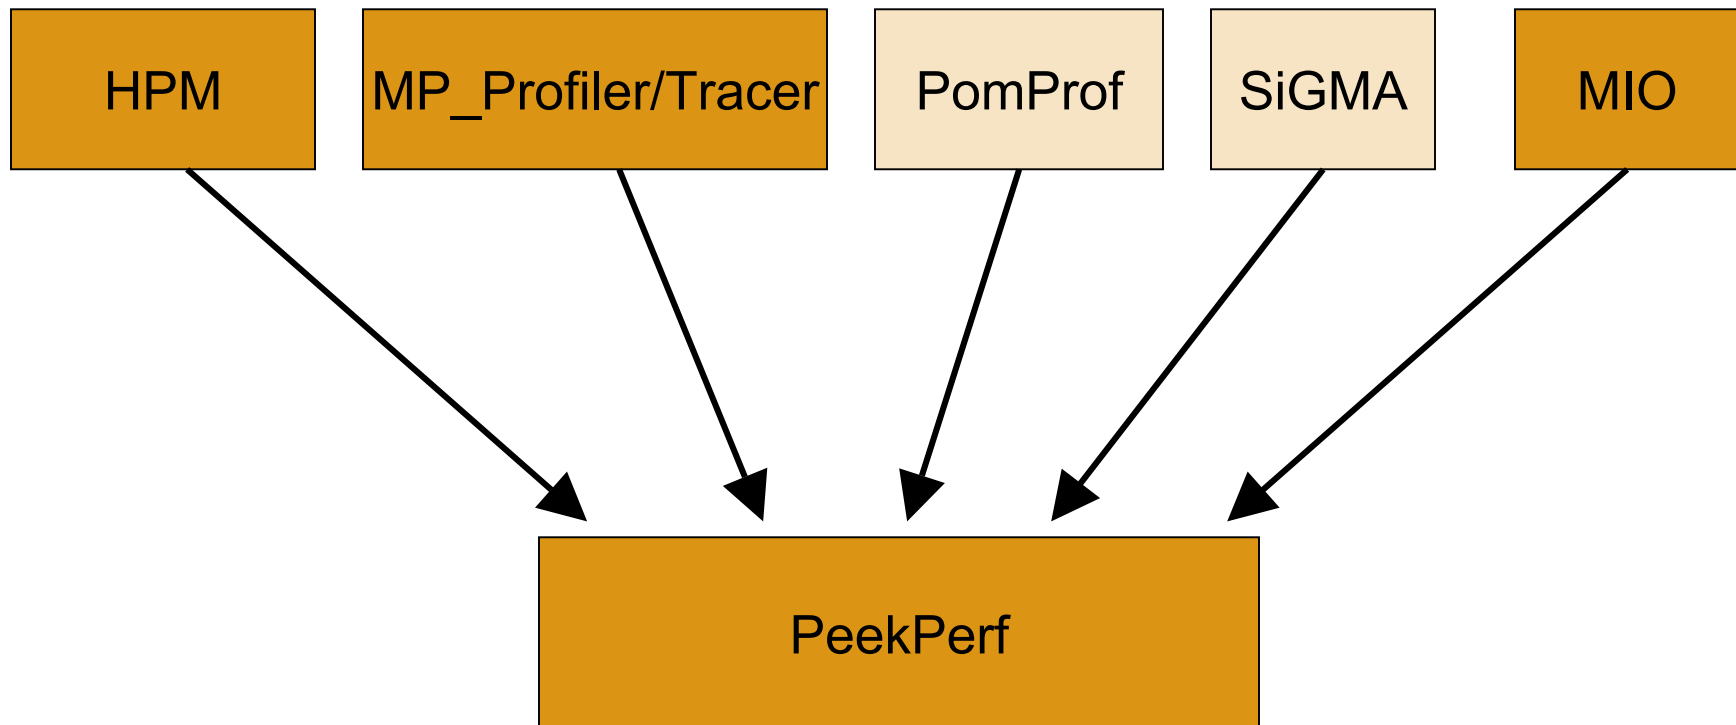 HPM
MP_Profiler/Tracer
PomProf
SiGMA
MIO
PeekPerf